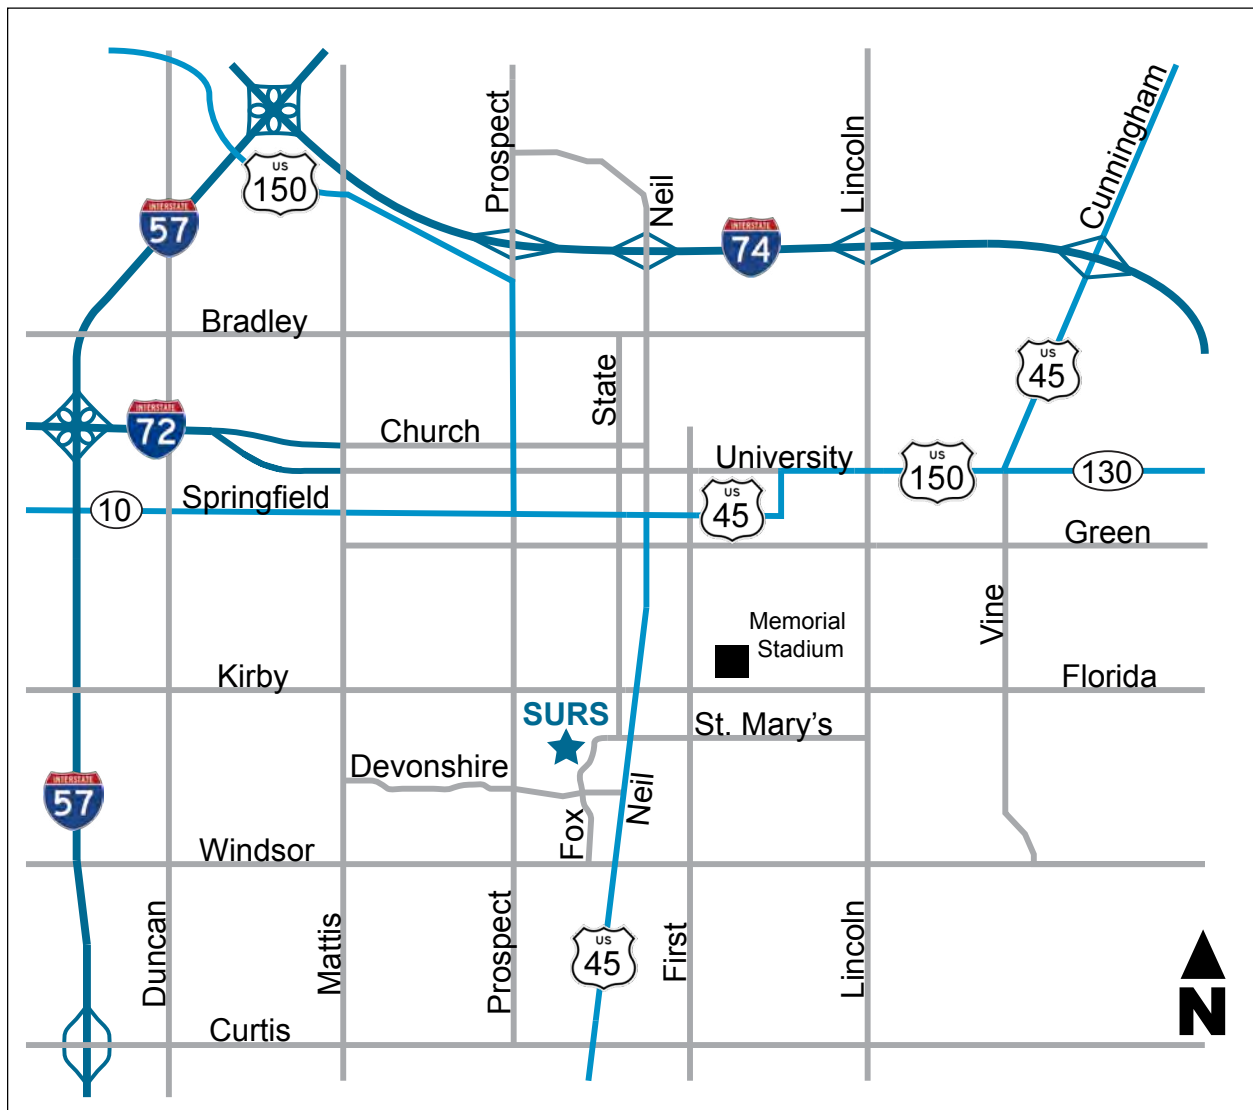 Prospect
Neil
Lincoln
Cunningham
US
150
INTERSTATE
57
INTERSTATE
74
Bradley
State
US
45
INTERSTATE
72
Church
University
US
150
130
10
Springfield
US
45
Green
Memorial
Stadium
Vine
Kirby
Florida
SURS
St. Mary's
Devonshire
Neil
INTERSTATE
57
Fox
Windsor
Duncan
Mattis
Prospect
US
45
First
Lincoln
Curtis
N